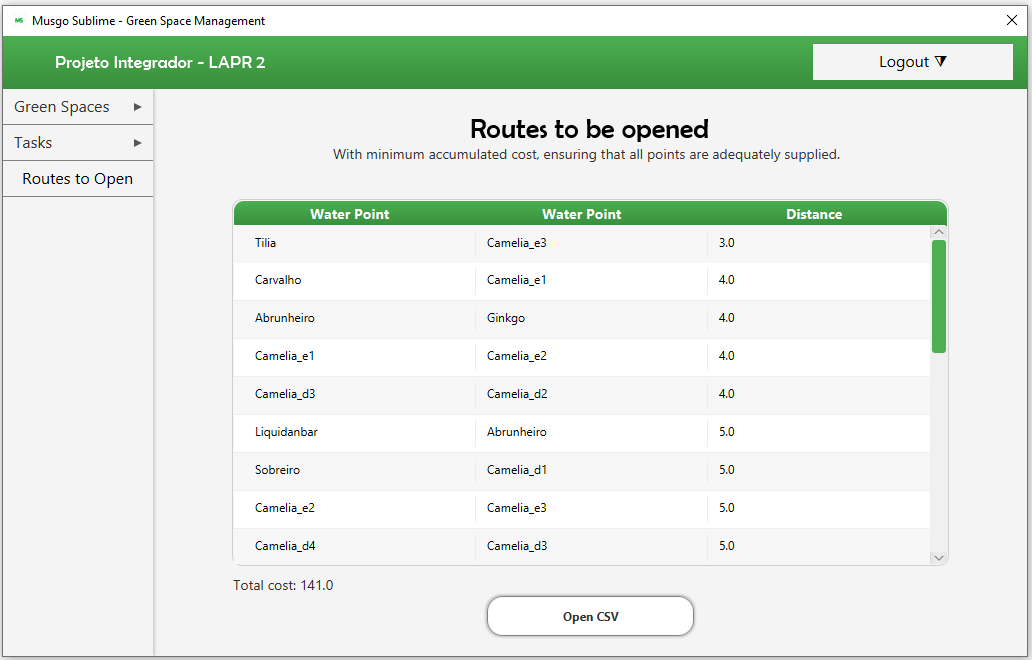 MS Musgo Sublime - Green Space Management
Projeto Integrador - LAPR 2
Logout
Green Spaces
Tasks
Routes to Open
Routes to be opened
With minimum accumulated cost, ensuring that all points are adequately supplied.
Water Point Water Point Distance
Tilia Camelia_e3 3.0
Carvalho Camelia_e1 4.0
Abrunheiro Ginkgo 4.0
Camelia_e1 Camelia_e2 4.0
Camelia_d3 Camelia_d2 4.0
Liquidanbar Abrunheiro 5.0
Sobreiro Camelia_d1 5.0
Camelia_e2 Camelia_e3 5.0
Camelia_d4 Camelia_d3 5.0
Total cost: 141.0
Open CSV